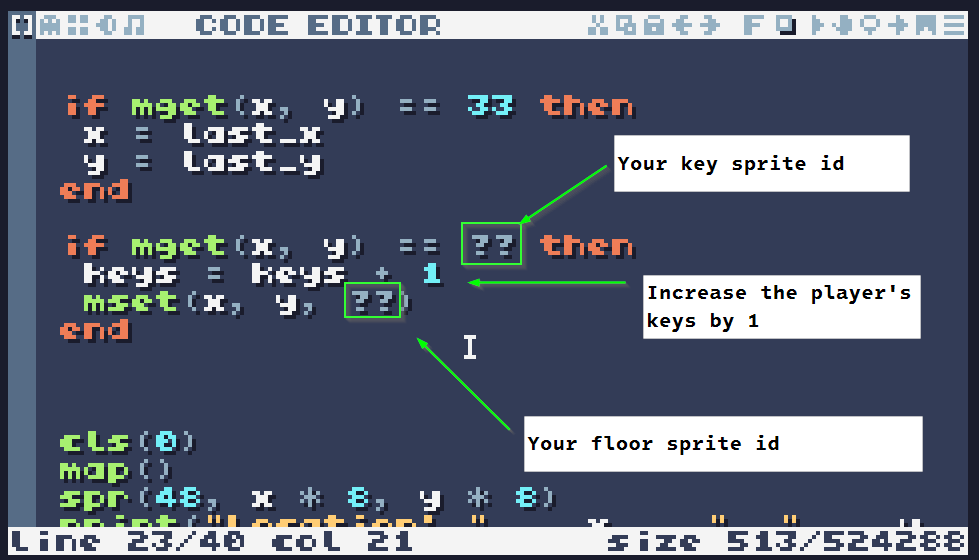 CODE EDITOR
if mget(x, y) == 33 then
x = last_x
y = last_y
end
Your key sprite id
if mget(x, y) == ?? then
keys = keys + 1
mset(x, y, ??)
end
Increase the player's
keys by 1
Your floor sprite id
cls(0)
map()
spr(48, x * 8, y * 8)
print("Location
line 23/40 col 21
size 513/524288